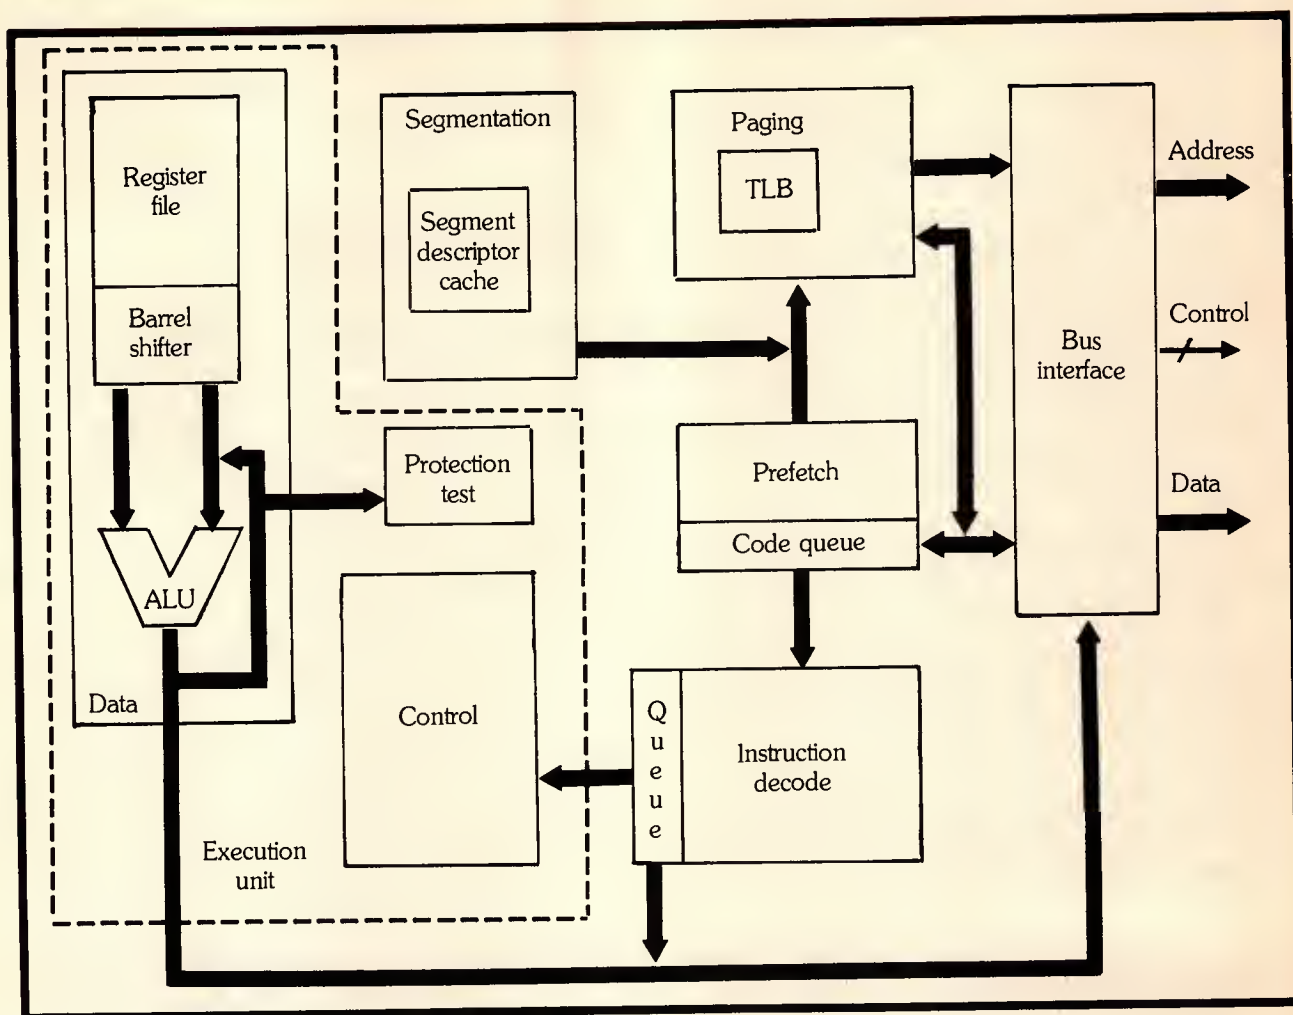 Register
file
Barrel
shifter
ALU
Data
Segmentation
Segment
descriptor
cache
Protection
test
Control
Execution
unit
Paging
TLB
Prefetch
Code queue
Queue
Instruction
decode
Bus
interface
Address
Control
Data